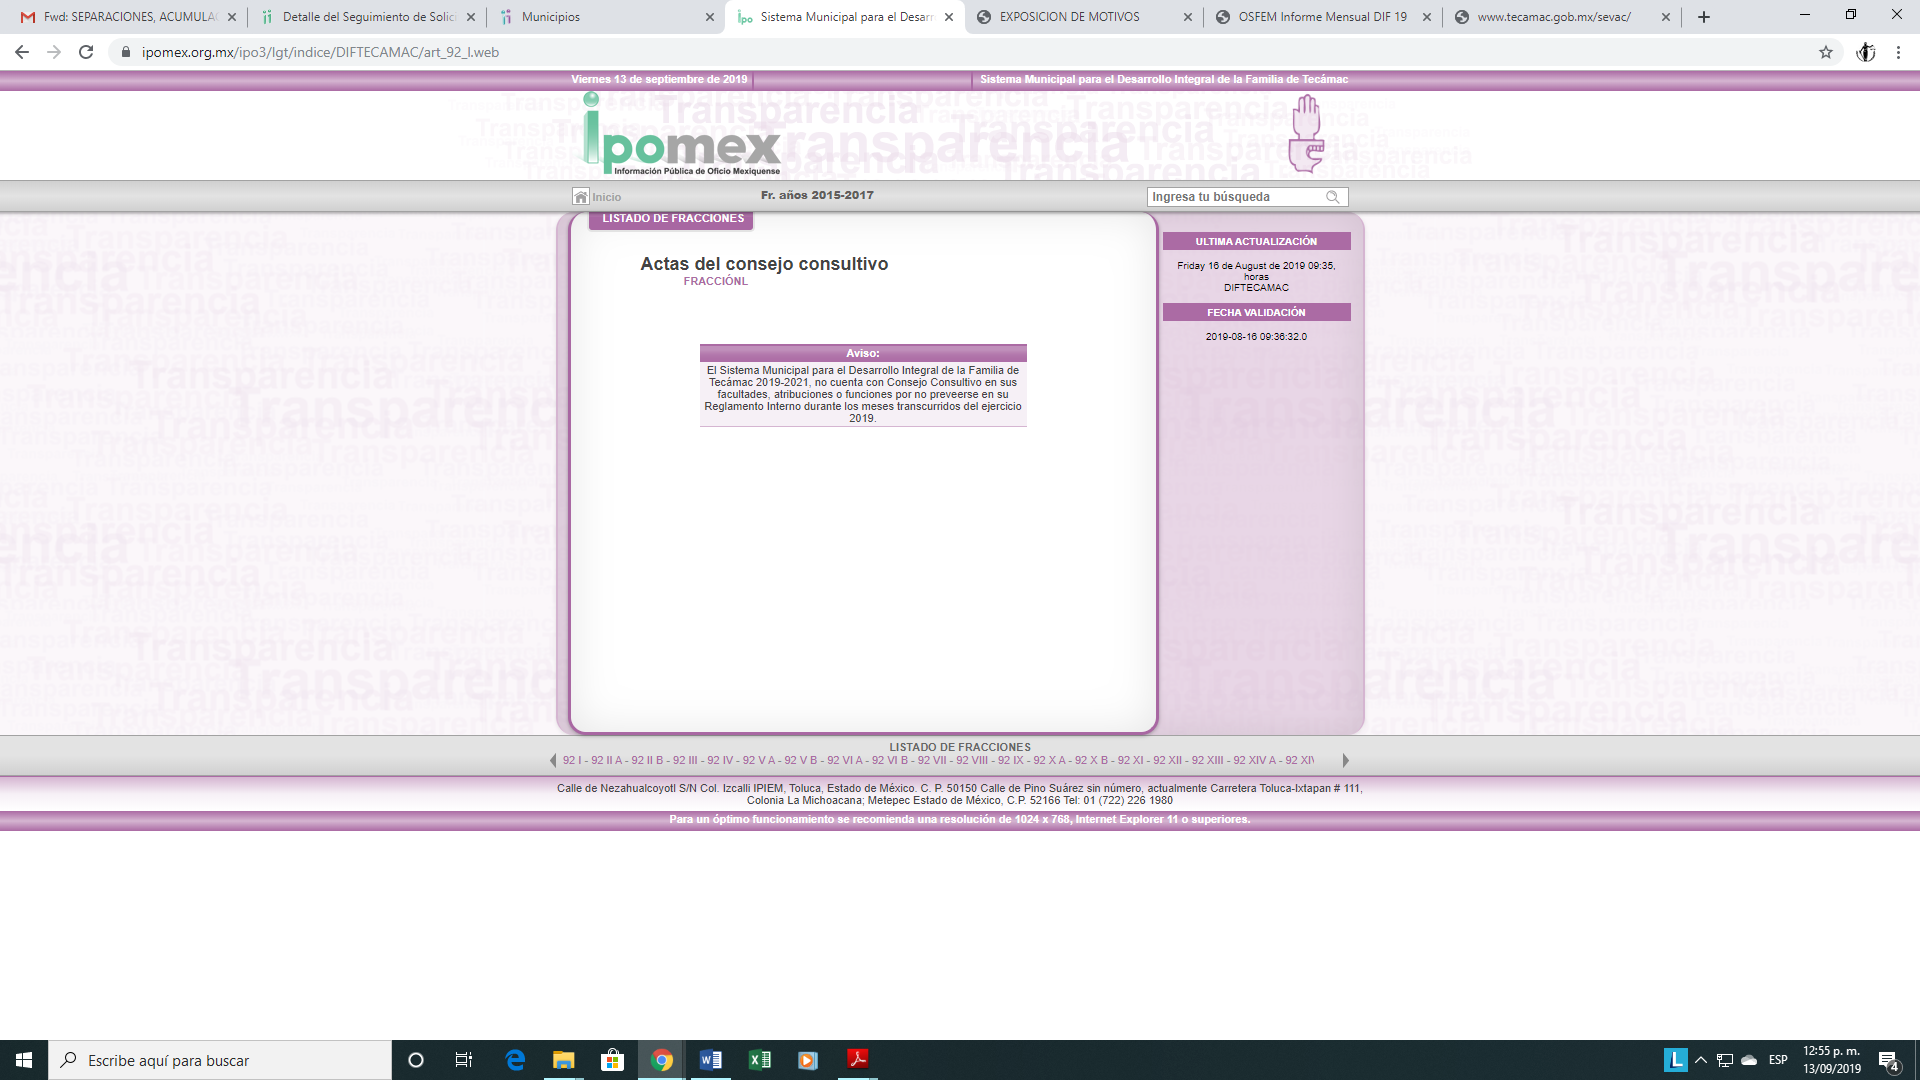 Fwd: SEPARACIONES, ACUMULAC
Detalle del Seguimiento de Solici
Municipios
Sistema Municipal para el Desarr
EXPOSICION DE MOTIVOS
OSFEM Informe Mensual DIF 19
www.tecamac.gob.mx/sevac/
ipomex.org.mx/ipo3/lgt/indice/DIFTECAMAC/art_92_l.web
Viernes 13 de septiembre de 2019
Sistema Municipal para el Desarrollo Integral de la Familia de Tecámac
Transparencia
ipomex
Información Pública de Oficio Mexiquense
Inicio
Fr. años 2015-2017
Ingresa tu búsqueda
LISTADO DE FRACCIONES
Actas del consejo consultivo
FRACCIÓNL
Aviso:
El Sistema Municipal para el Desarrollo Integral de la Familia de
Tecámac 2019-2021, no cuenta con Consejo Consultivo en sus
facultades, atribuciones o funciones por no preveerse en su
Reglamento Interno durante los meses transcurridos del ejercicio
2019.
ULTIMA ACTUALIZACIÓN
Friday 16 de August de 2019 09:35,
horas
DIFTECAMAC
FECHA VALIDACIÓN
2019-08-16 09:36:32.0
LISTADO DE FRACCIONES
92 I - 92 II A - 92 II B - 92 III - 92 IV - 92 V A - 92 V B - 92 VI A - 92 VI B - 92 VII - 92 VIII - 92 IX - 92 X A - 92 X B - 92 XI - 92 XII - 92 XIII - 92 XIV A - 92 XIV
Calle de Nezahualcoyotl S/N Col. Izcalli IPIEM, Toluca, Estado de México. C. P. 50150 Calle de Pino Suárez sin número, actualmente Carretera Toluca-Ixtapan # 111,
Colonia La Michoacana; Metepec Estado de México, C.P. 52166 Tel: 01 (722) 226 1980
Para un óptimo funcionamiento se recomienda una resolución de 1024 x 768, Internet Explorer 11 o superiores.
Escribe aquí para buscar
ESP
12:55 p. m.
13/09/2019
4